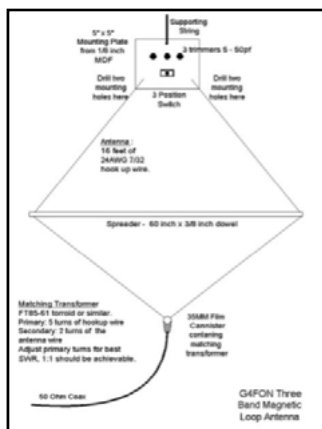 Supporting
String
5" x 5"
Mounting Plate
from 1/8 inch
MDF
3 trimmers 5 - 50pf
Drill two
mounting
holes here
Drill two
mounting
holes here
3 Position
Switch
Antenna :
16 feet of
24AWG 7/32
hook up wire.
Spreader - 60 inch x 3/8 inch dowel
Matching Transformer
FT85-61 torroid or similar.
Primary: 5 turns of hookup wire
Secondary: 2 turns of the
antenna wire
Adjust primary turns for best
SWR, 1:1 should be achievable.
35MM Film
Cannister
containing
matching
transformer
50 Ohm Coax
G4FON Three
Band Magnetic
Loop Antenna